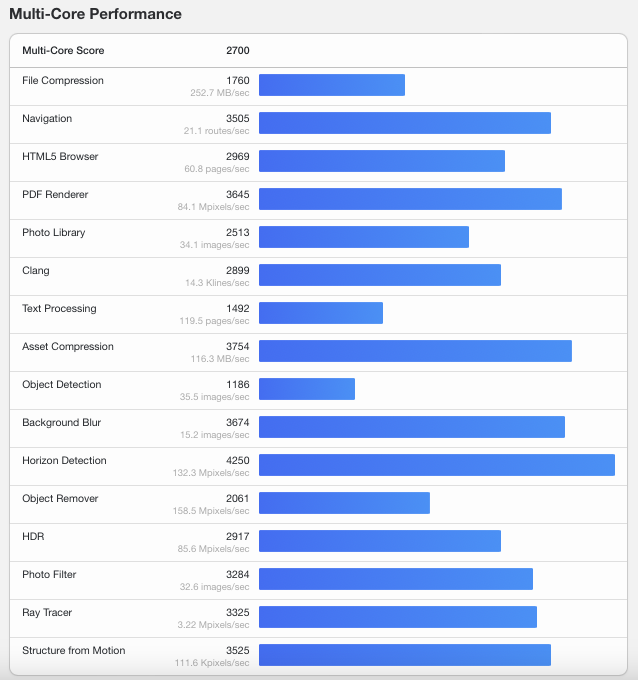 Multi-Core Performance
Multi-Core Score 2700
File Compression 1760
252.7 MB/sec
Navigation 3505
21.1 routes/sec
HTML5 Browser 2969
60.8 pages/sec
PDF Renderer 3645
84.1 Mpixels/sec
Photo Library 2513
34.1 images/sec
Clang 2899
14.3 Klines/sec
Text Processing 1492
119.5 pages/sec
Asset Compression 3754
116.3 MB/sec
Object Detection 1186
35.5 images/sec
Background Blur 3674
15.2 images/sec
Horizon Detection 4250
132.3 Mpixels/sec
Object Remover 2061
158.5 Mpixels/sec
HDR 2917
85.6 Mpixels/sec
Photo Filter 3284
32.6 images/sec
Ray Tracer 3325
3.22 Mpixels/sec
Structure from Motion 3525
111.6 Kpixels/sec